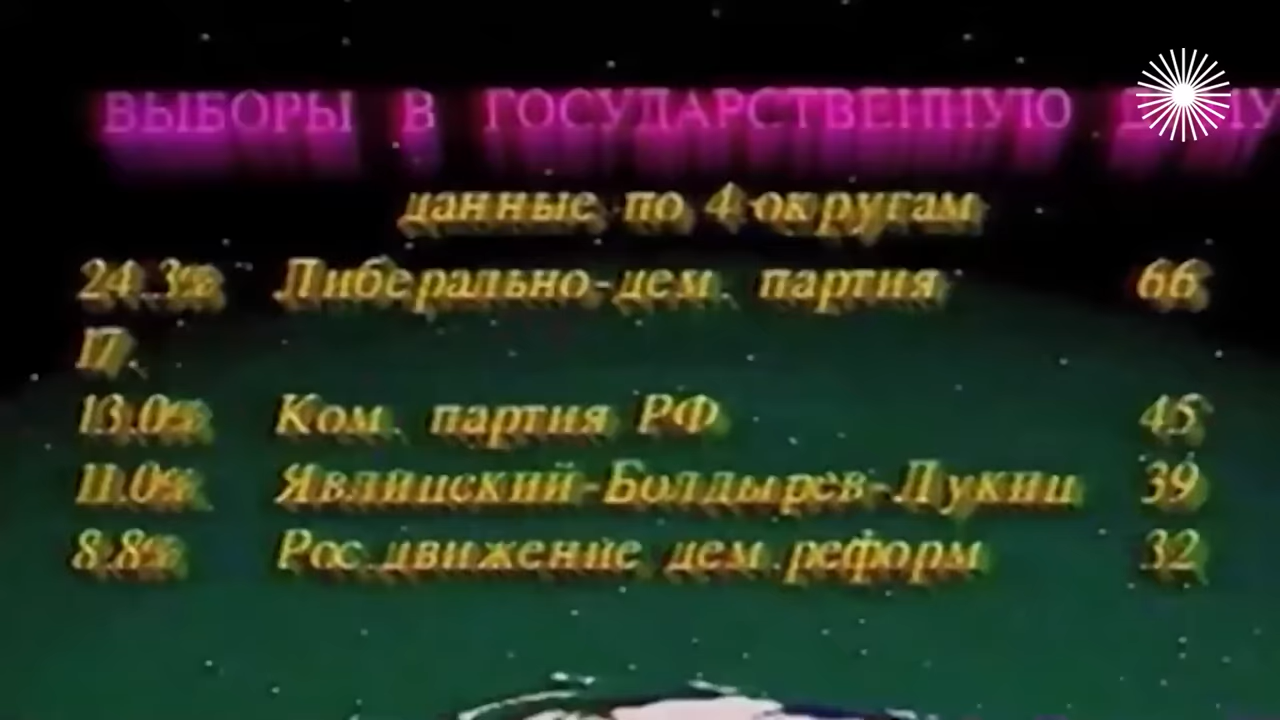 ВЫБОРЫ В ГОСУДАРСТВЕННУЮ
данные по 4 округам
24.3% Либерально-дем. партия 66
17.
13.0% Ком. партия РФ 45
11.0% Явлинский-Болдырев-Лукин 39
8.8% Рос.движение дем.реформ 32